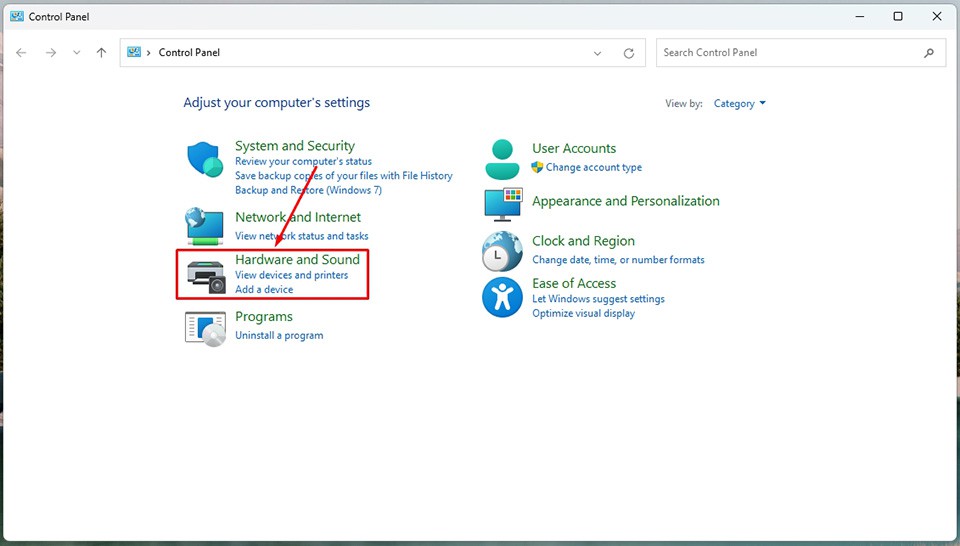 Control Panel
Control Panel
Search Control Panel
Adjust your computer's settings
View by: Category
System and Security
Review your computer's status
Save backup copies of your files with File History
Backup and Restore (Windows 7)
Network and Internet
View network status and tasks
Hardware and Sound
View devices and printers
Add a device
Programs
Uninstall a program
User Accounts
Change account type
Appearance and Personalization
Clock and Region
Change date, time, or number formats
Ease of Access
Let Windows suggest settings
Optimize visual display